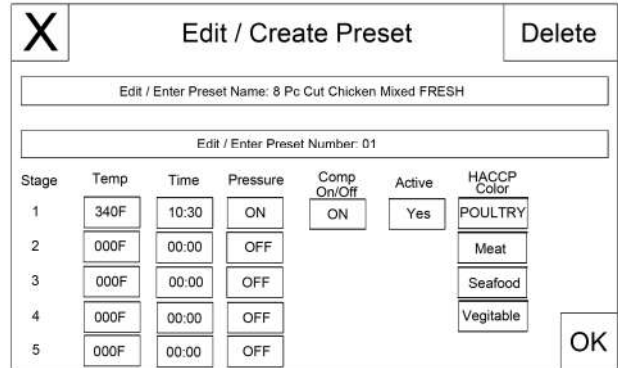 X Edit / Create Preset Delete
Edit / Enter Preset Name: 8 Pc Cut Chicken Mixed FRESH
Edit / Enter Preset Number: 01
Stage Temp Time Pressure Comp On/Off Active HACCP Color
1 340F 10:30 ON ON Yes POULTRY
2 000F 00:00 OFF Meat
3 000F 00:00 OFF Seafood
4 000F 00:00 OFF Vegitable
5 000F 00:00 OFF
OK